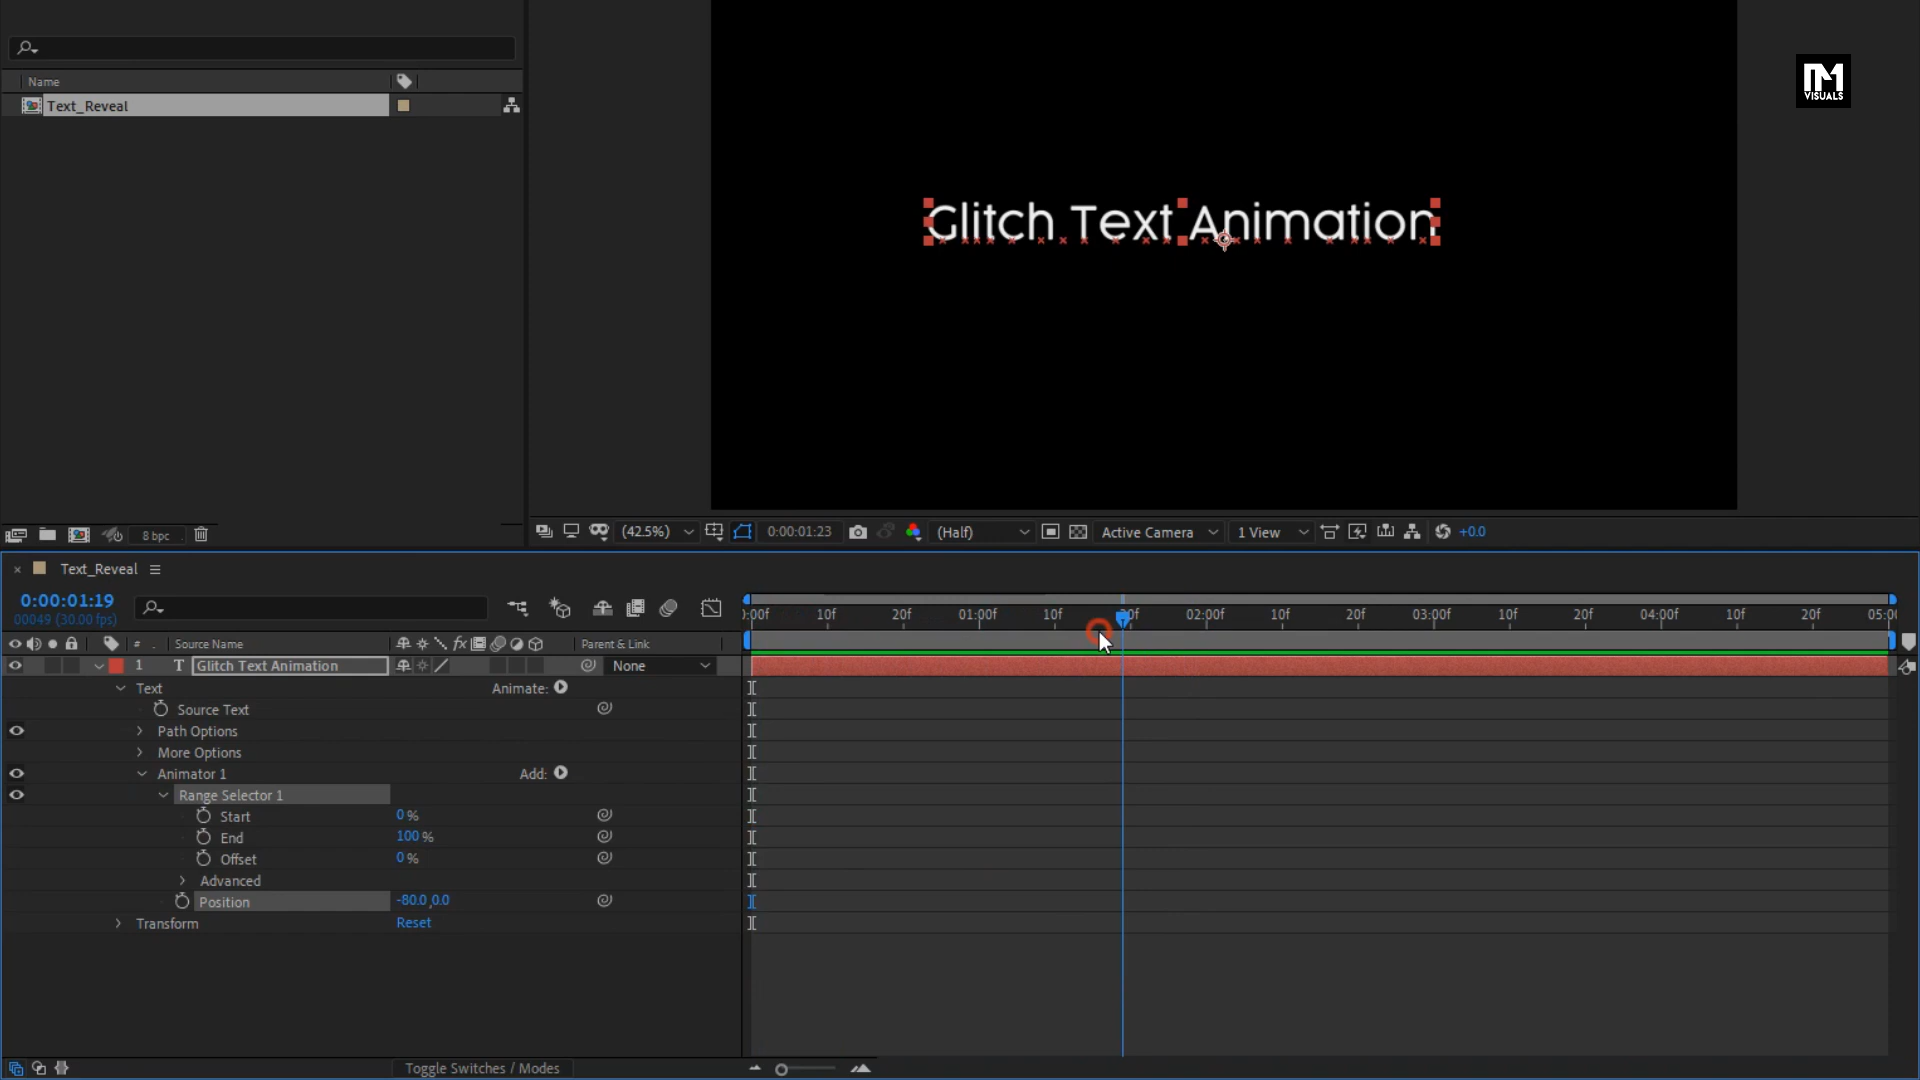 Name
Text_Reveal
Glitch Text Animation
M
VISUALS
8 bpc
(42.5%)
0:00:01:23
(Half)
Active Camera
1 View
+0.0
× Text_Reveal
0:00:01:19
00049 (30.00 fps)
:00f 10f 20f 01:00f 10f 20f 02:00f 10f 20f 03:00f 10f 20f 04:00f 10f 20f 05:00
# . Source Name fx Parent & Link
1 T Glitch Text Animation None
Text Animate:
Source Text
Path Options
More Options
Animator 1 Add:
Range Selector 1
Start 0 %
End 100 %
Offset 0 %
Advanced
Position -80.0,0.0
Transform Reset
Toggle Switches / Modes